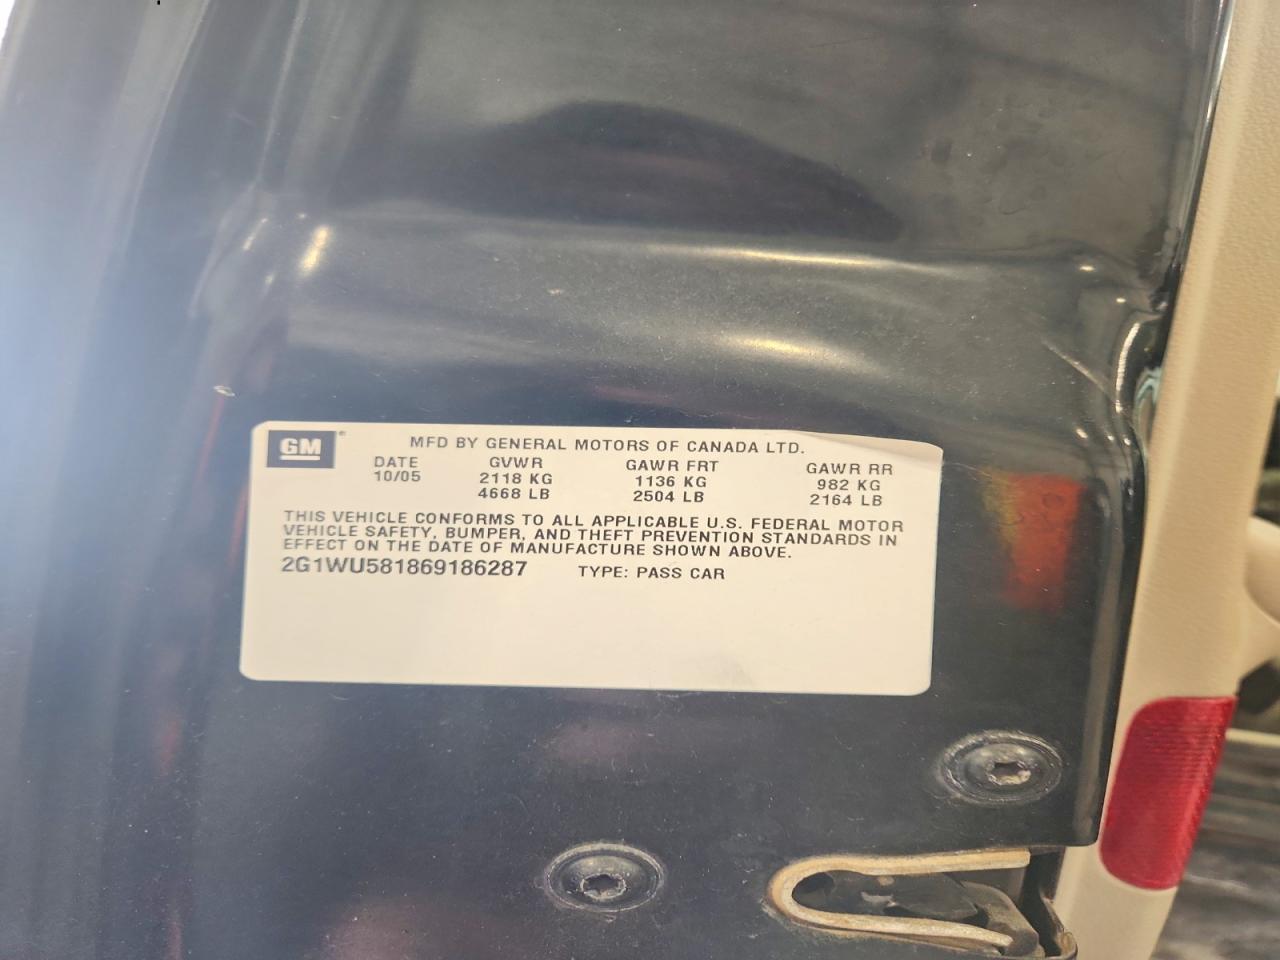 GM MFD BY GENERAL MOTORS OF CANADA LTD.
DATE GVWR GAWR FRT GAWR RR
10/05 2118 KG 1136 KG 982 KG
4668 LB 2504 LB 2164 LB
THIS VEHICLE CONFORMS TO ALL APPLICABLE U.S. FEDERAL MOTOR
VEHICLE SAFETY, BUMPER, AND THEFT PREVENTION STANDARDS IN
EFFECT ON THE DATE OF MANUFACTURE SHOWN ABOVE.
2G1WU581869186287 TYPE: PASS CAR